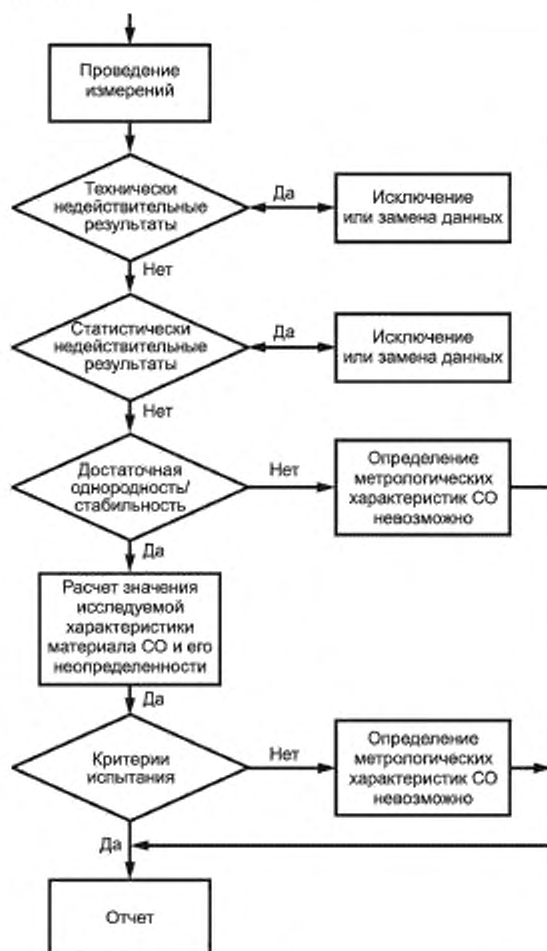 Проведение
измерений
Технически
недействительные
результаты
Да
Исключение
или замена данных
Нет
Статистически
недействительные
результаты
Да
Исключение
или замена данных
Нет
Достаточная
однородность/
стабильность
Нет
Определение
метрологических
характеристик СО
невозможно
Да
Расчет значения
исследуемой
характеристики
материала СО и его
неопределенности
Да
Критерии
испытания
Нет
Определение
метрологических
характеристик СО
невозможно
Да
Отчет